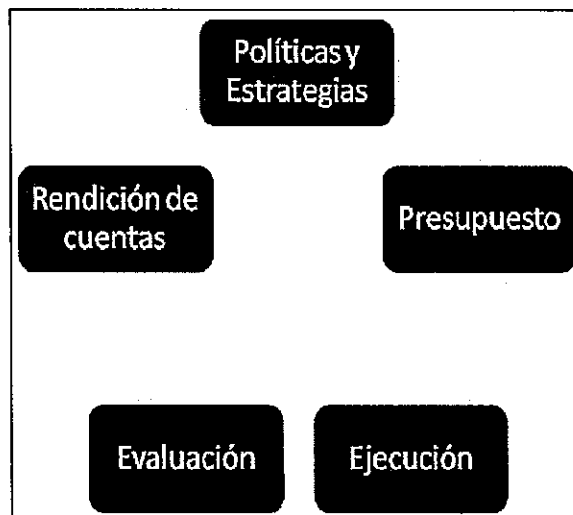 Políticas y
Estrategias
Rendición de
cuentas
Presupuesto
Evaluación
Ejecución